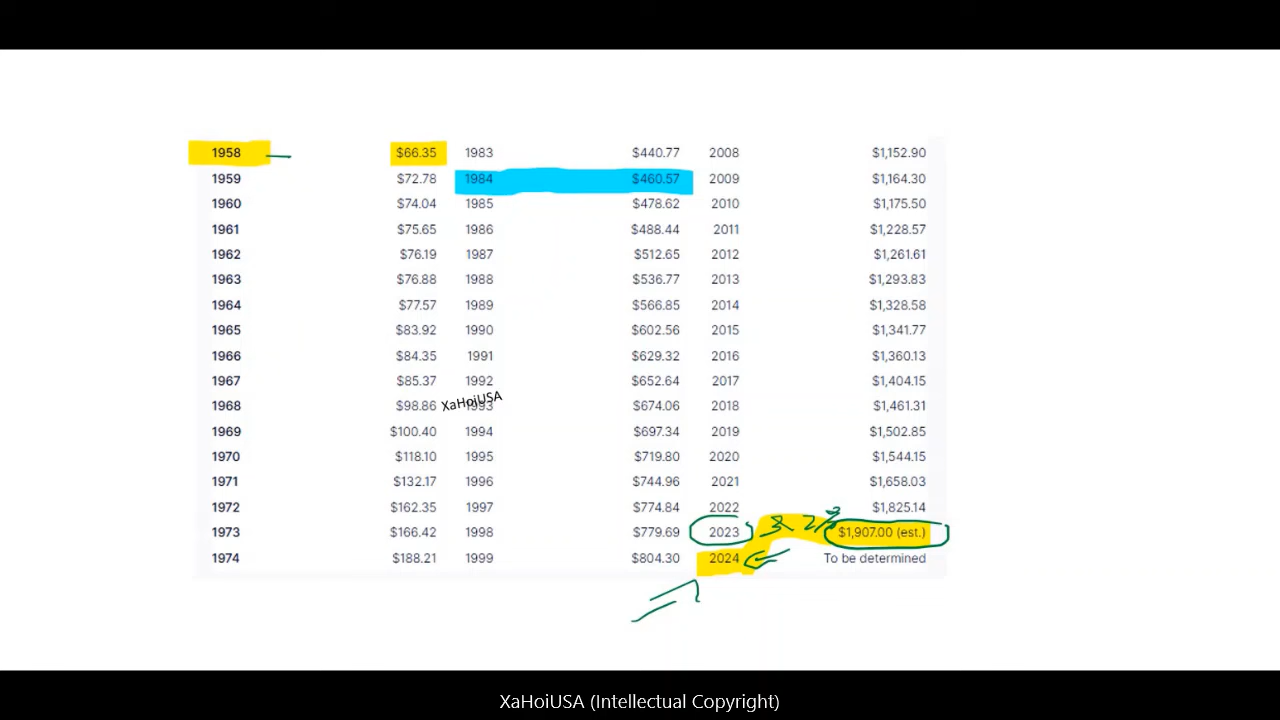 1958 $66.35 1983 $440.77 2008 $1,152.90
1959 $72.78 1984 $460.57 2009 $1,164.30
1960 $74.04 1985 $478.62 2010 $1,175.50
1961 $75.65 1986 $488.44 2011 $1,228.57
1962 $76.19 1987 $512.65 2012 $1,261.61
1963 $76.88 1988 $536.77 2013 $1,293.83
1964 $77.57 1989 $566.85 2014 $1,328.58
1965 $83.92 1990 $602.56 2015 $1,341.77
1966 $84.35 1991 $629.32 2016 $1,360.13
1967 $85.37 1992 $652.64 2017 $1,404.15
1968 $98.86 1993 $674.06 2018 $1,461.31
XaHoiUSA
1969 $100.40 1994 $697.34 2019 $1,502.85
1970 $118.10 1995 $719.80 2020 $1,544.15
1971 $132.17 1996 $744.96 2021 $1,658.03
1972 $162.35 1997 $774.84 2022 $1,825.14
1973 $166.42 1998 $779.69 2023 $1,907.00 (est.)
1974 $188.21 1999 $804.30 2024 To be determined
XaHoiUSA (Intellectual Copyright)